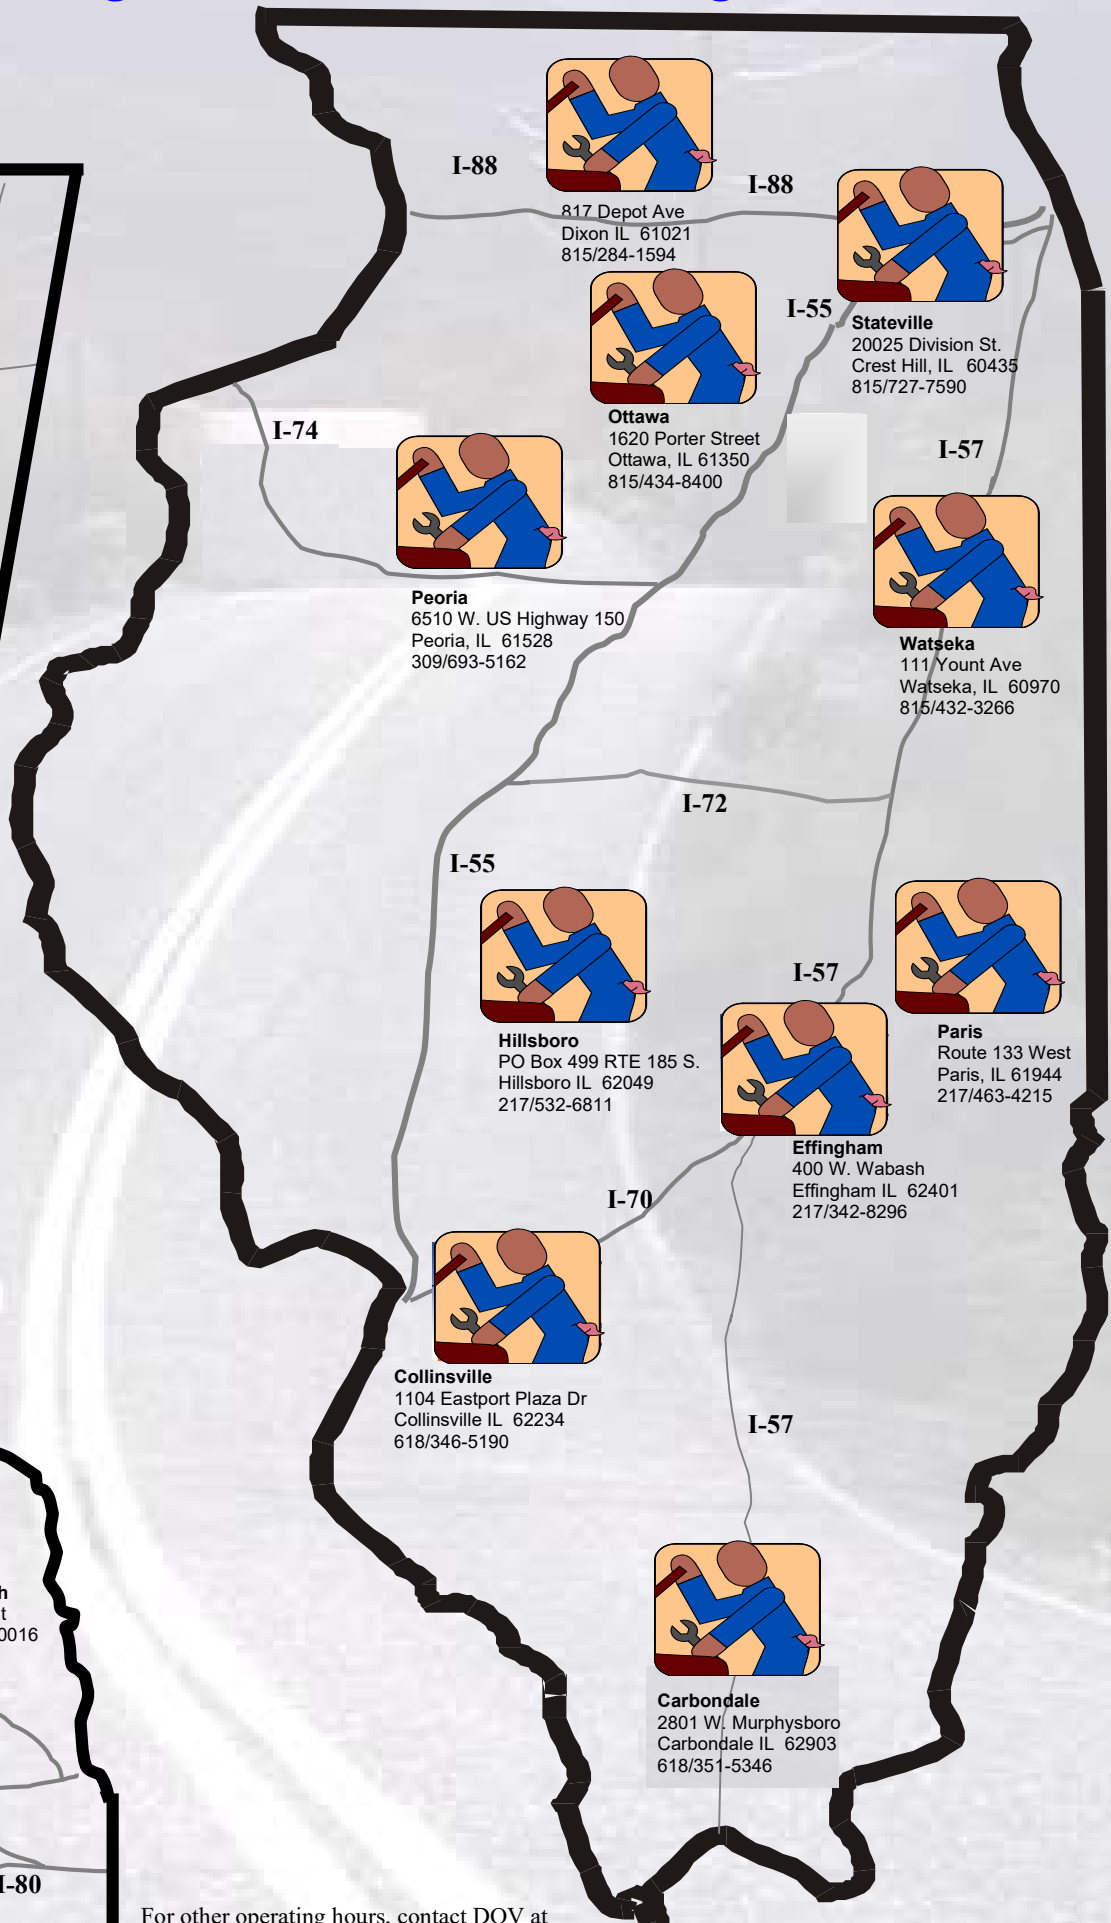 I-88
I-88
817 Depot Ave
Dixon IL 61021
815/284-1594
I-55
Stateville
20025 Division St.
Crest Hill, IL 60435
815/727-7590
Ottawa
1620 Porter Street
Ottawa, IL 61350
815/434-8400
I-74
I-57
Peoria
6510 W. US Highway 150
Peoria, IL 61528
309/693-5162
Watseka
111 Yount Ave
Watseka, IL 60970
815/432-3266
I-72
I-55
I-57
Hillsboro
PO Box 499 RTE 185 S.
Hillsboro IL 62049
217/532-6811
Paris
Route 133 West
Paris, IL 61944
217/463-4215
Effingham
400 W. Wabash
Effingham IL 62401
217/342-8296
I-70
Collinsville
1104 Eastport Plaza Dr
Collinsville IL 62234
618/346-5190
I-57
h
t
0016
Carbondale
2801 W. Murphysboro
Carbondale IL 62903
618/351-5346
I-80
For other operating hours, contact DOV at